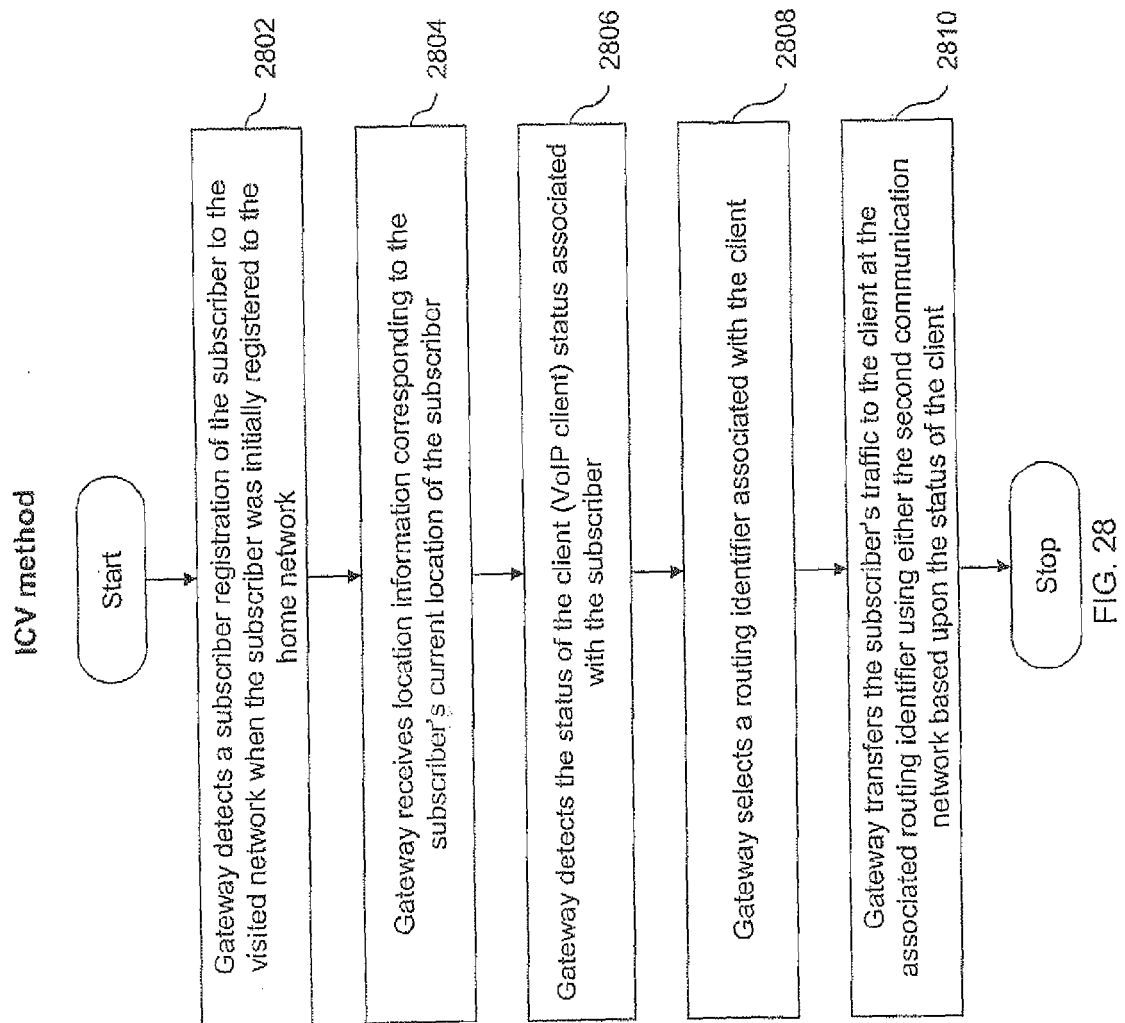 ICV method
Start
Gateway detects a subscriber registration of the subscriber to the
visited network when the subscriber was initially registered to the
home network
2802
Gateway receives location information corresponding to the
subscriber's current location of the subscriber
2804
Gateway detects the status of the client (VoIP client) status associated
with the subscriber
2806
Gateway selects a routing identifier associated with the client
2808
Gateway transfers the subscriber's traffic to the client at the
associated routing identifier using either the second communication
network based upon the status of the client
2810
Stop
FIG. 28